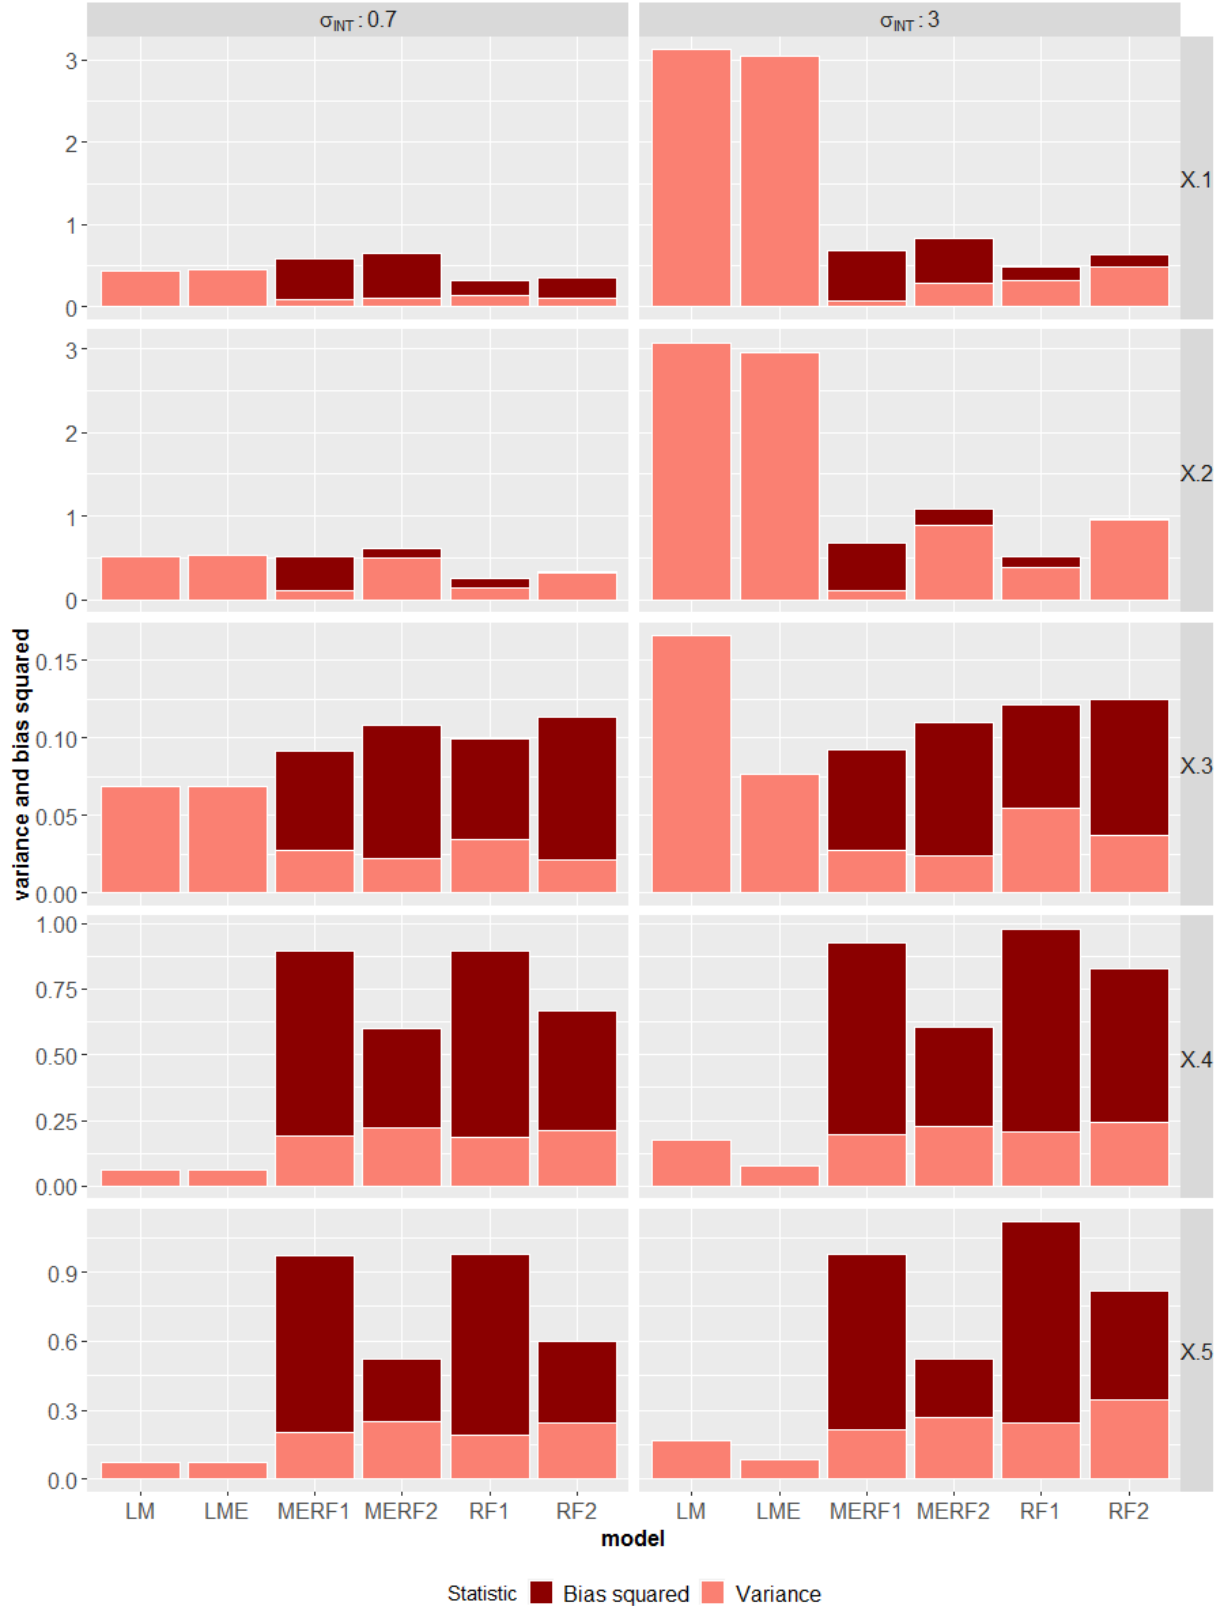 σINT : 0.7
σINT : 3
3
2
1
0
X.1
3
2
1
0
X.2
variance and bias squared
0.15
0.10
0.05
0.00
X.3
1.00
0.75
0.50
0.25
0.00
X.4
0.9
0.6
0.3
0.0
X.5
LM LME MERF1 MERF2 RF1 RF2
LM LME MERF1 MERF2 RF1 RF2
model
Statistic Bias squared Variance